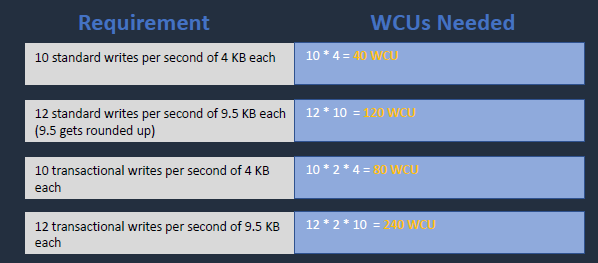 Requirement
WCUs Needed
10 standard writes per second of 4 KB each
10 * 4 = 40 WCU
12 standard writes per second of 9.5 KB each
(9.5 gets rounded up)
12 * 10  = 120 WCU
10 transactional writes per second of 4 KB
each
10 * 2 * 4 = 80 WCU
12 transactional writes per second of 9.5 KB
each
12 * 2 * 10  = 240 WCU